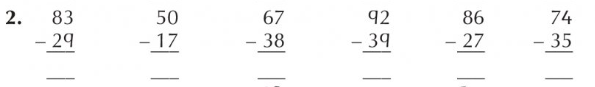 2. 83 50 67 92 86 74
– 29 – 17 – 38 – 39 – 27 – 35